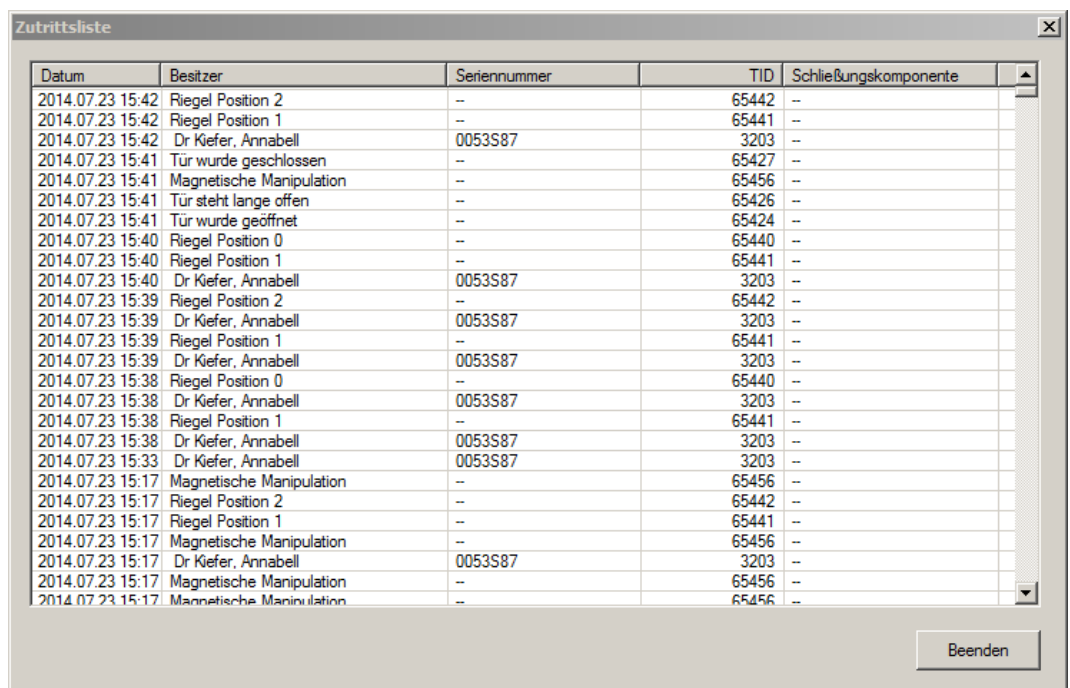 Zutrittsliste
Datum Besitzer Seriennummer TID Schließungskomponente
2014.07.23 15:42 Riegel Position 2 -- 65442 --
2014.07.23 15:42 Riegel Position 1 -- 65441 --
2014.07.23 15:42 Dr Kiefer, Annabell 0053S87 3203 --
2014.07.23 15:41 Tür wurde geschlossen -- 65427 --
2014.07.23 15:41 Magnetische Manipulation -- 65456 --
2014.07.23 15:41 Tür steht lange offen -- 65426 --
2014.07.23 15:41 Tür wurde geöffnet -- 65424 --
2014.07.23 15:40 Riegel Position 0 -- 65440 --
2014.07.23 15:40 Riegel Position 1 -- 65441 --
2014.07.23 15:40 Dr Kiefer, Annabell 0053S87 3203 --
2014.07.23 15:39 Riegel Position 2 -- 65442 --
2014.07.23 15:39 Dr Kiefer, Annabell 0053S87 3203 --
2014.07.23 15:39 Riegel Position 1 -- 65441 --
2014.07.23 15:39 Dr Kiefer, Annabell 0053S87 3203 --
2014.07.23 15:38 Riegel Position 0 -- 65440 --
2014.07.23 15:38 Dr Kiefer, Annabell 0053S87 3203 --
2014.07.23 15:38 Riegel Position 1 -- 65441 --
2014.07.23 15:38 Dr Kiefer, Annabell 0053S87 3203 --
2014.07.23 15:33 Dr Kiefer, Annabell 0053S87 3203 --
2014.07.23 15:17 Magnetische Manipulation -- 65456 --
2014.07.23 15:17 Riegel Position 2 -- 65442 --
2014.07.23 15:17 Riegel Position 1 -- 65441 --
2014.07.23 15:17 Magnetische Manipulation -- 65456 --
2014.07.23 15:17 Dr Kiefer, Annabell 0053S87 3203 --
2014.07.23 15:17 Magnetische Manipulation -- 65456 --
2014.07.23 15:17 Magnetische Manipulation -- 65456 --
Beenden